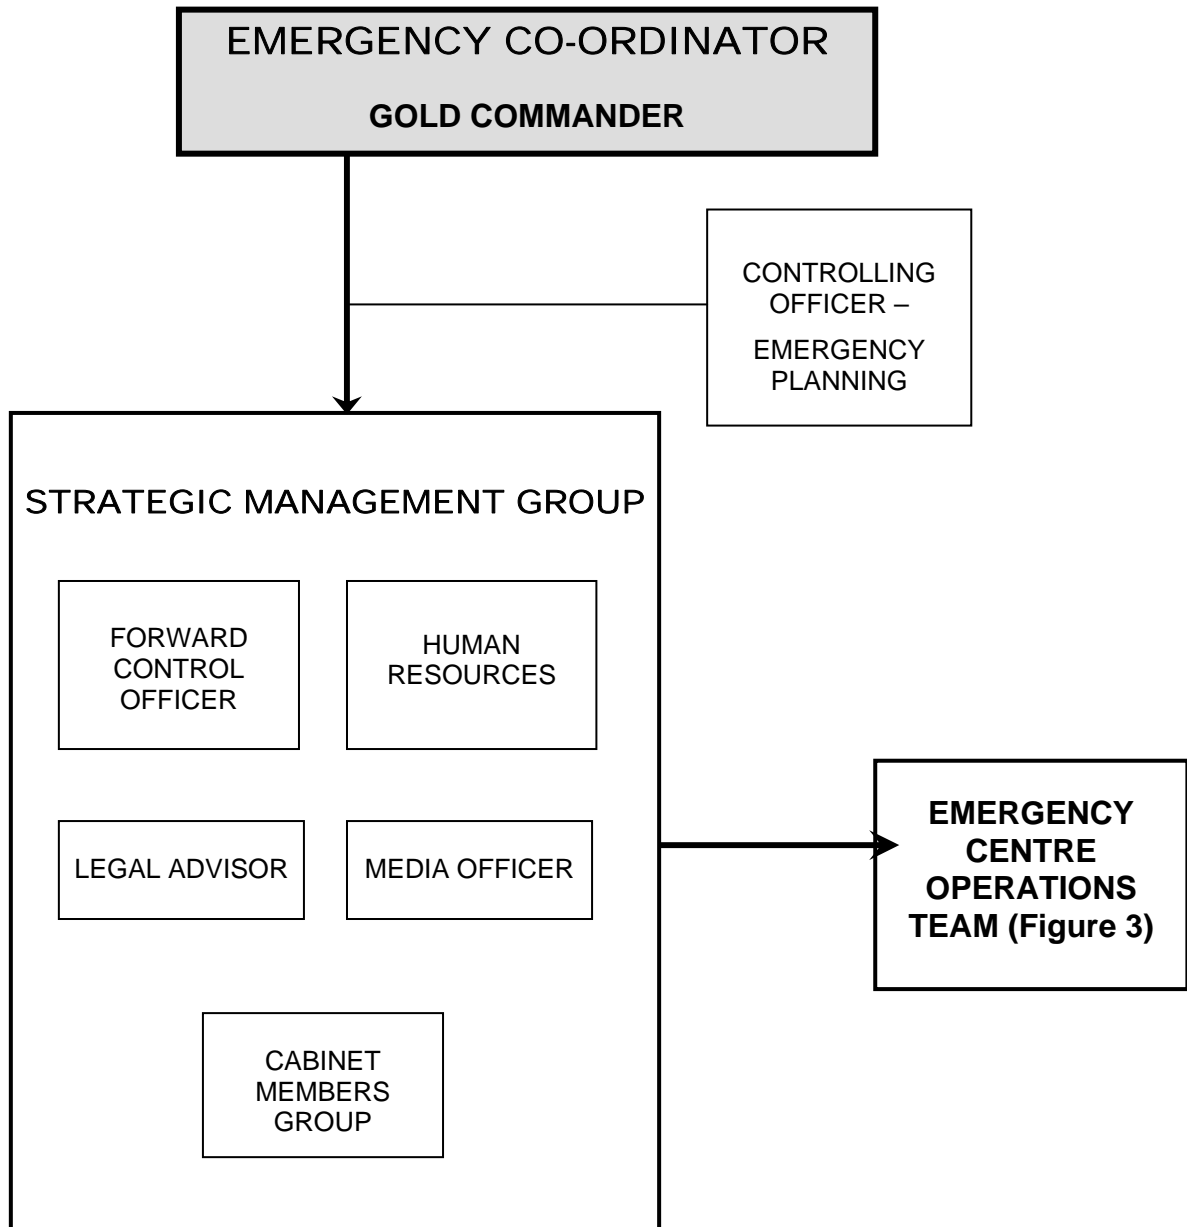 EMERGENCY CO-ORDINATOR
GOLD COMMANDER
CONTROLLING
OFFICER –
EMERGENCY
PLANNING
STRATEGIC MANAGEMENT GROUP
FORWARD
CONTROL
OFFICER
HUMAN
RESOURCES
LEGAL ADVISOR
MEDIA OFFICER
EMERGENCY
CENTRE
OPERATIONS
TEAM (Figure 3)
CABINET
MEMBERS
GROUP